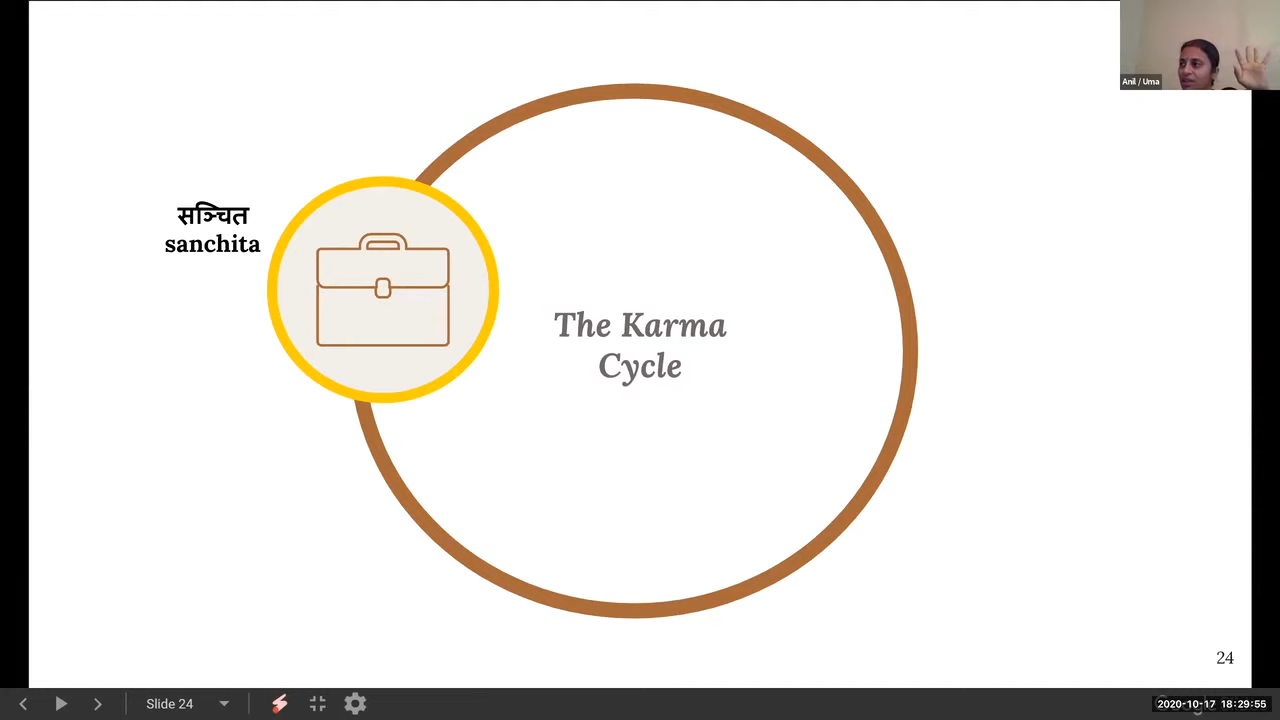 Anil / Uma
सञ्चित
sanchita
The Karma
Cycle
24
Slide 24
2020-10-17 18:29:55